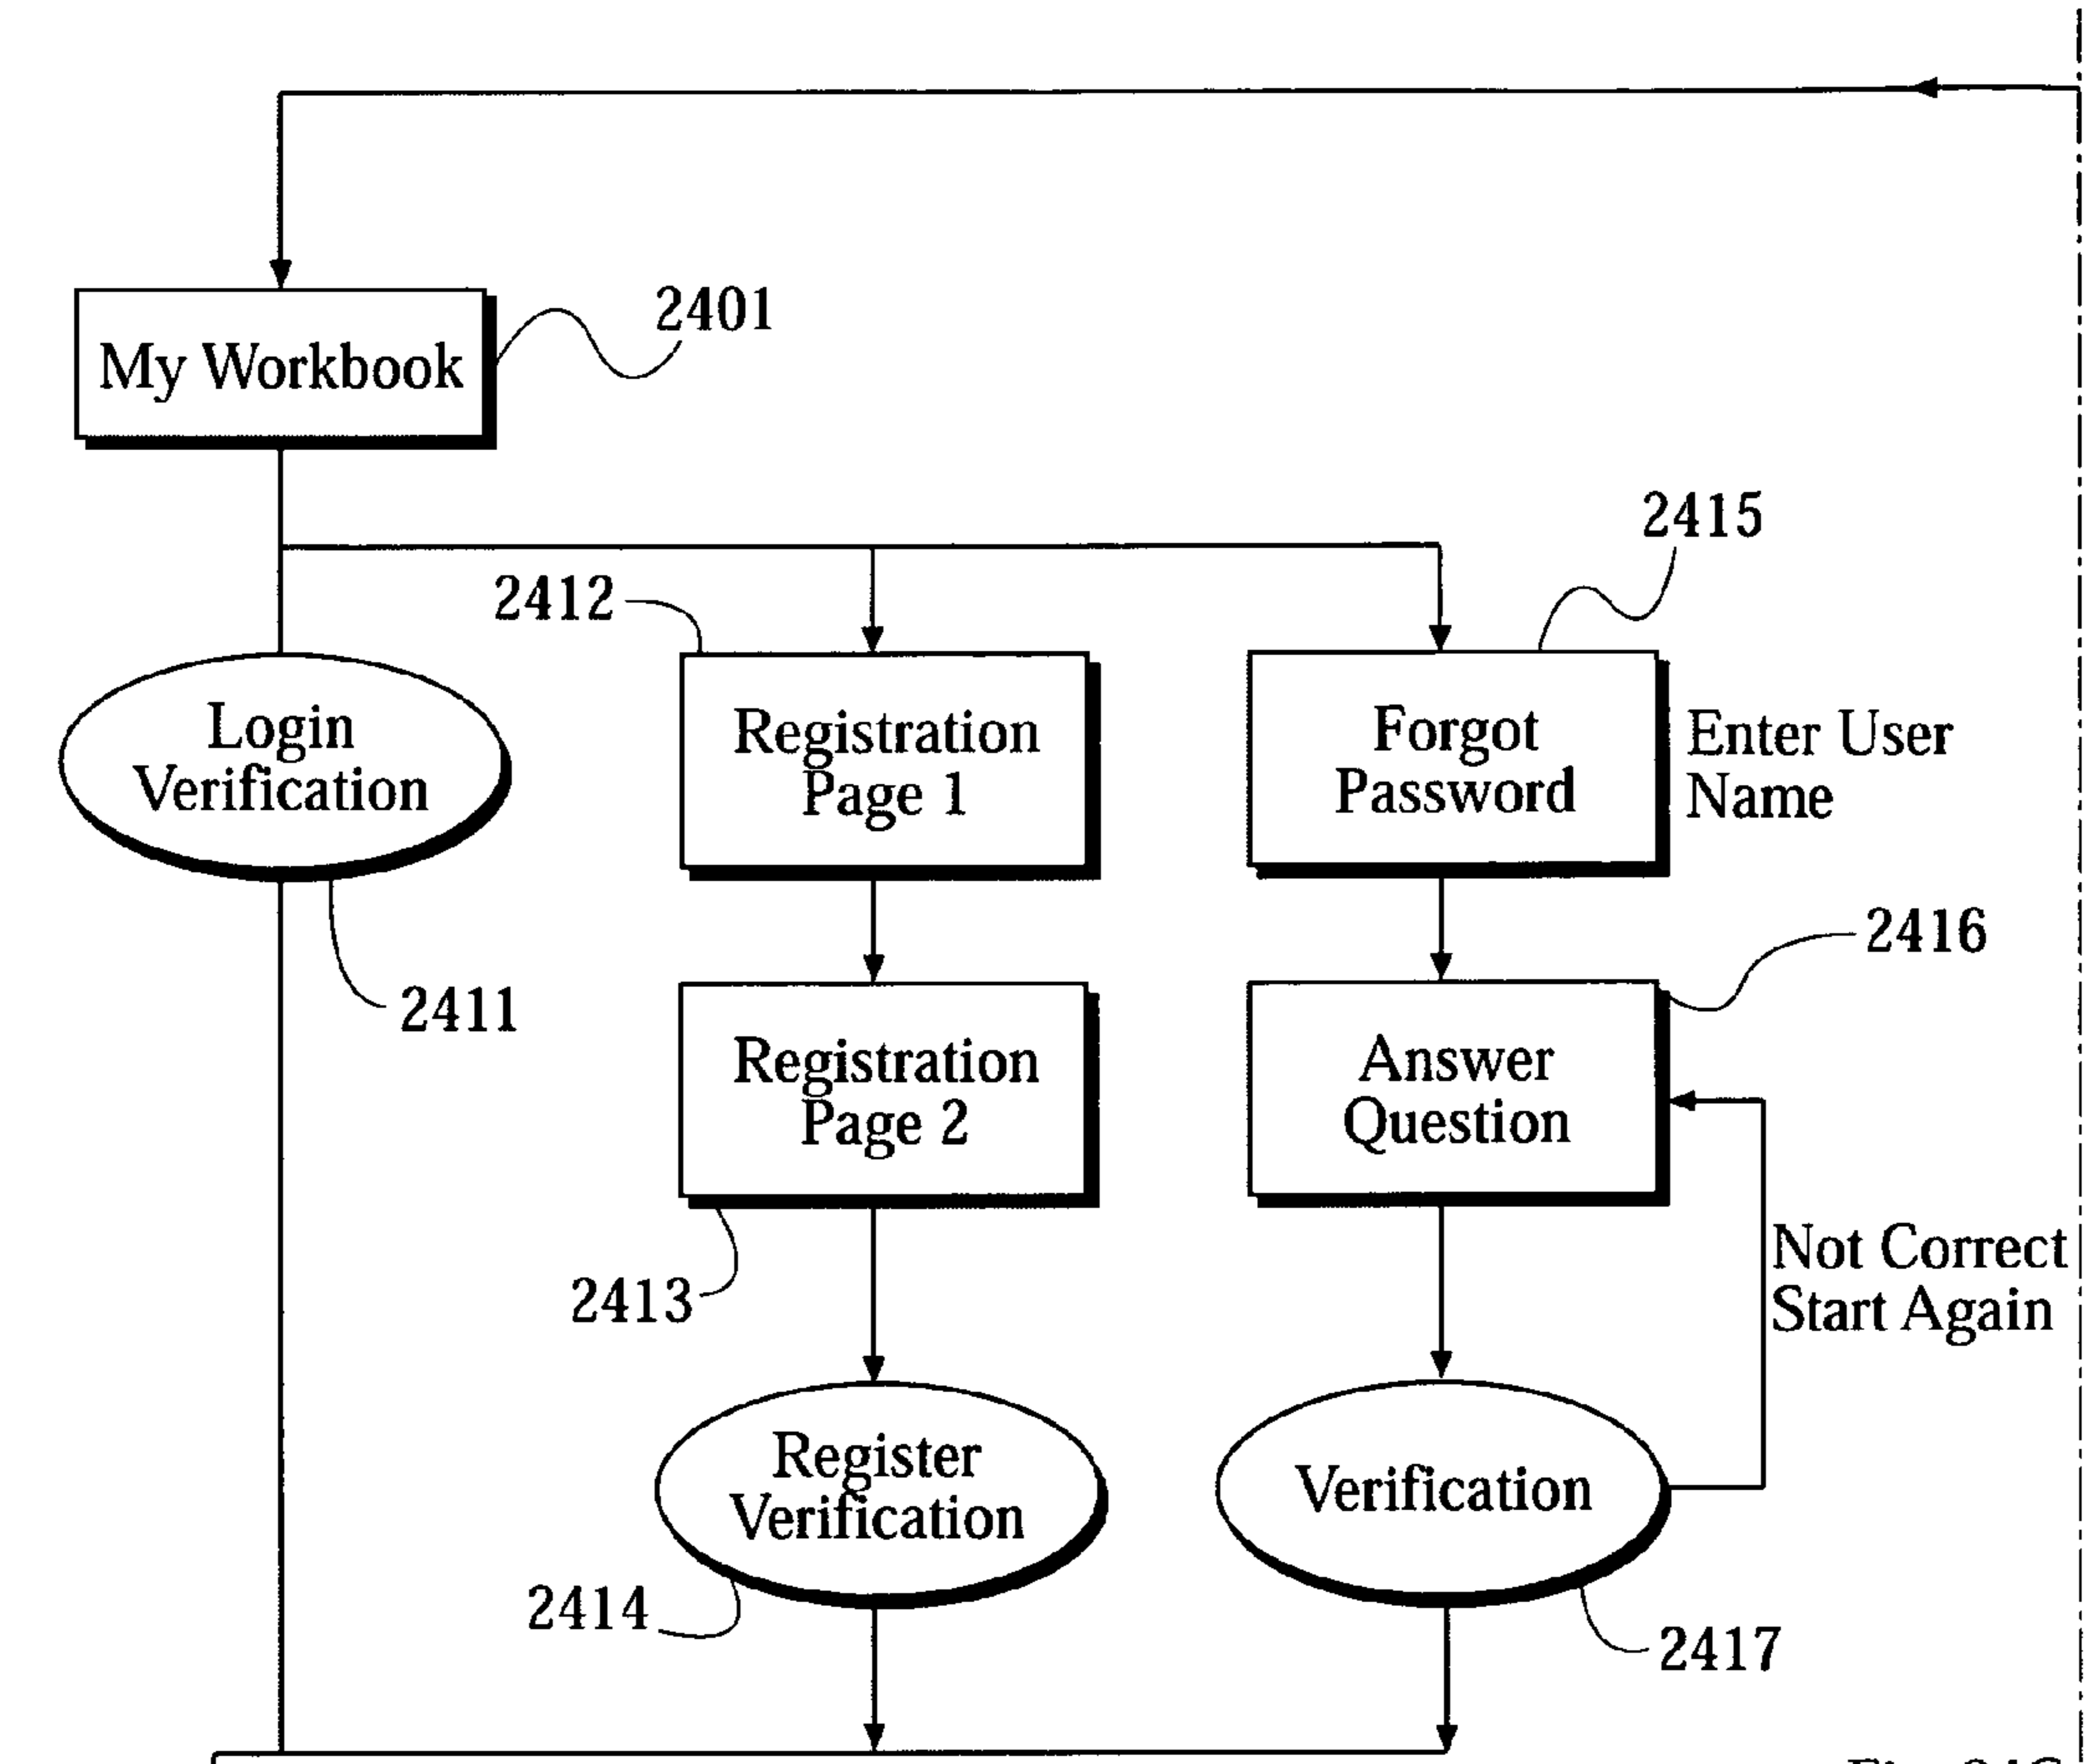 2401
My Workbook
2415
2412
Login
Verification
Registration
Page 1
Forgot
Password
Enter User
Name
2416
2411
Registration
Page 2
Answer
Question
Not Correct
Start Again
2413
Register
Verification
Verification
2414
2417